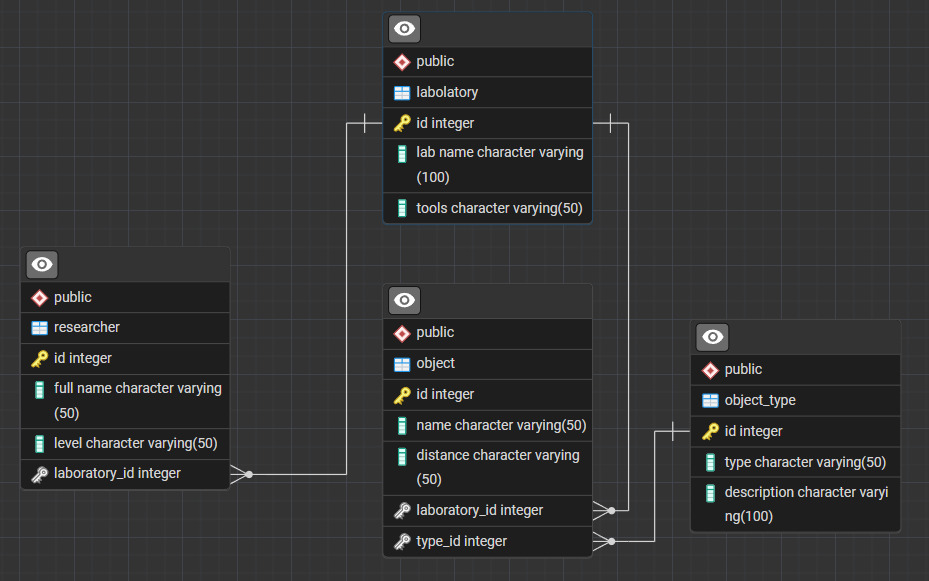 public
labolatory
id integer
lab name character varying
(100)
tools character varying(50)
public
researcher
id integer
full name character varying
(50)
level character varying(50)
laboratory_id integer
public
object
id integer
name character varying(50)
distance character varying
(50)
laboratory_id integer
type_id integer
public
object_type
id integer
type character varying(50)
description character varyi
ng(100)